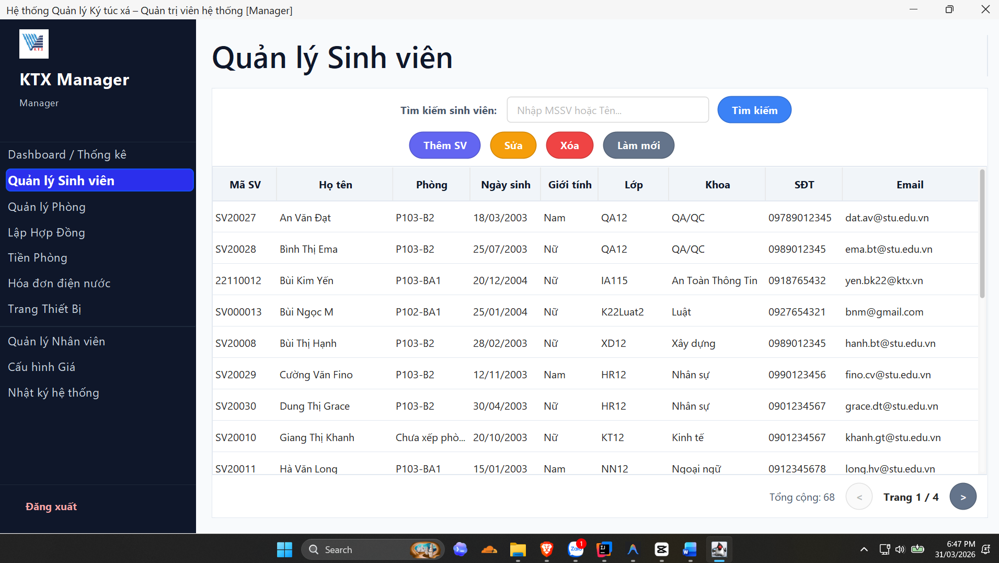 Hệ thống Quản lý Ký túc xá – Quản trị viên hệ thống [Manager]
KTX
KTX Manager
Manager
Dashboard / Thống kê
Quản lý Sinh viên
Quản lý Phòng
Lập Hợp Đồng
Tiền Phòng
Hóa đơn điện nước
Trang Thiết Bị
Quản lý Nhân viên
Cấu hình Giá
Nhật ký hệ thống
Đăng xuất
Quản lý Sinh viên
Tìm kiếm sinh viên: Nhập MSSV hoặc Tên... Tìm kiếm
Thêm SV Sửa Xóa Làm mới
Mã SV Họ tên Phòng Ngày sinh Giới tính Lớp Khoa SĐT Email
SV20027 An Văn Đạt P103-B2 18/03/2003 Nam QA12 QA/QC 09789012345 dat.av@stu.edu.vn
SV20028 Bình Thị Ema P103-B2 25/07/2003 Nữ QA12 QA/QC 0989012345 ema.bt@stu.edu.vn
22110012 Bùi Kim Yến P103-BA1 20/12/2004 Nữ IA115 An Toàn Thông Tin 0918765432 yen.bk22@ktx.vn
SV000013 Bùi Ngọc M P102-BA1 25/01/2004 Nữ K22Luat2 Luật 0927654321 bnm@gmail.com
SV20008 Bùi Thị Hạnh P103-B2 28/02/2003 Nữ XD12 Xây dựng 0989012345 hanh.bt@stu.edu.vn
SV20029 Cường Văn Fino P103-B2 12/11/2003 Nam HR12 Nhân sự 0990123456 fino.cv@stu.edu.vn
SV20030 Dung Thị Grace P103-B2 30/04/2003 Nữ HR12 Nhân sự 0901234567 grace.dt@stu.edu.vn
SV20010 Giang Thị Khanh Chưa xếp phò... 20/10/2003 Nữ KT12 Kinh tế 0901234567 khanh.gt@stu.edu.vn
SV20011 Hà Văn Long P103-BA1 15/01/2003 Nam NN12 Ngoại ngữ 0912345678 long.hv@stu.edu.vn
Tổng cộng: 68 < Trang 1 / 4 >
Search
Zalo
1
IJ
W
6:47 PM
31/03/2026